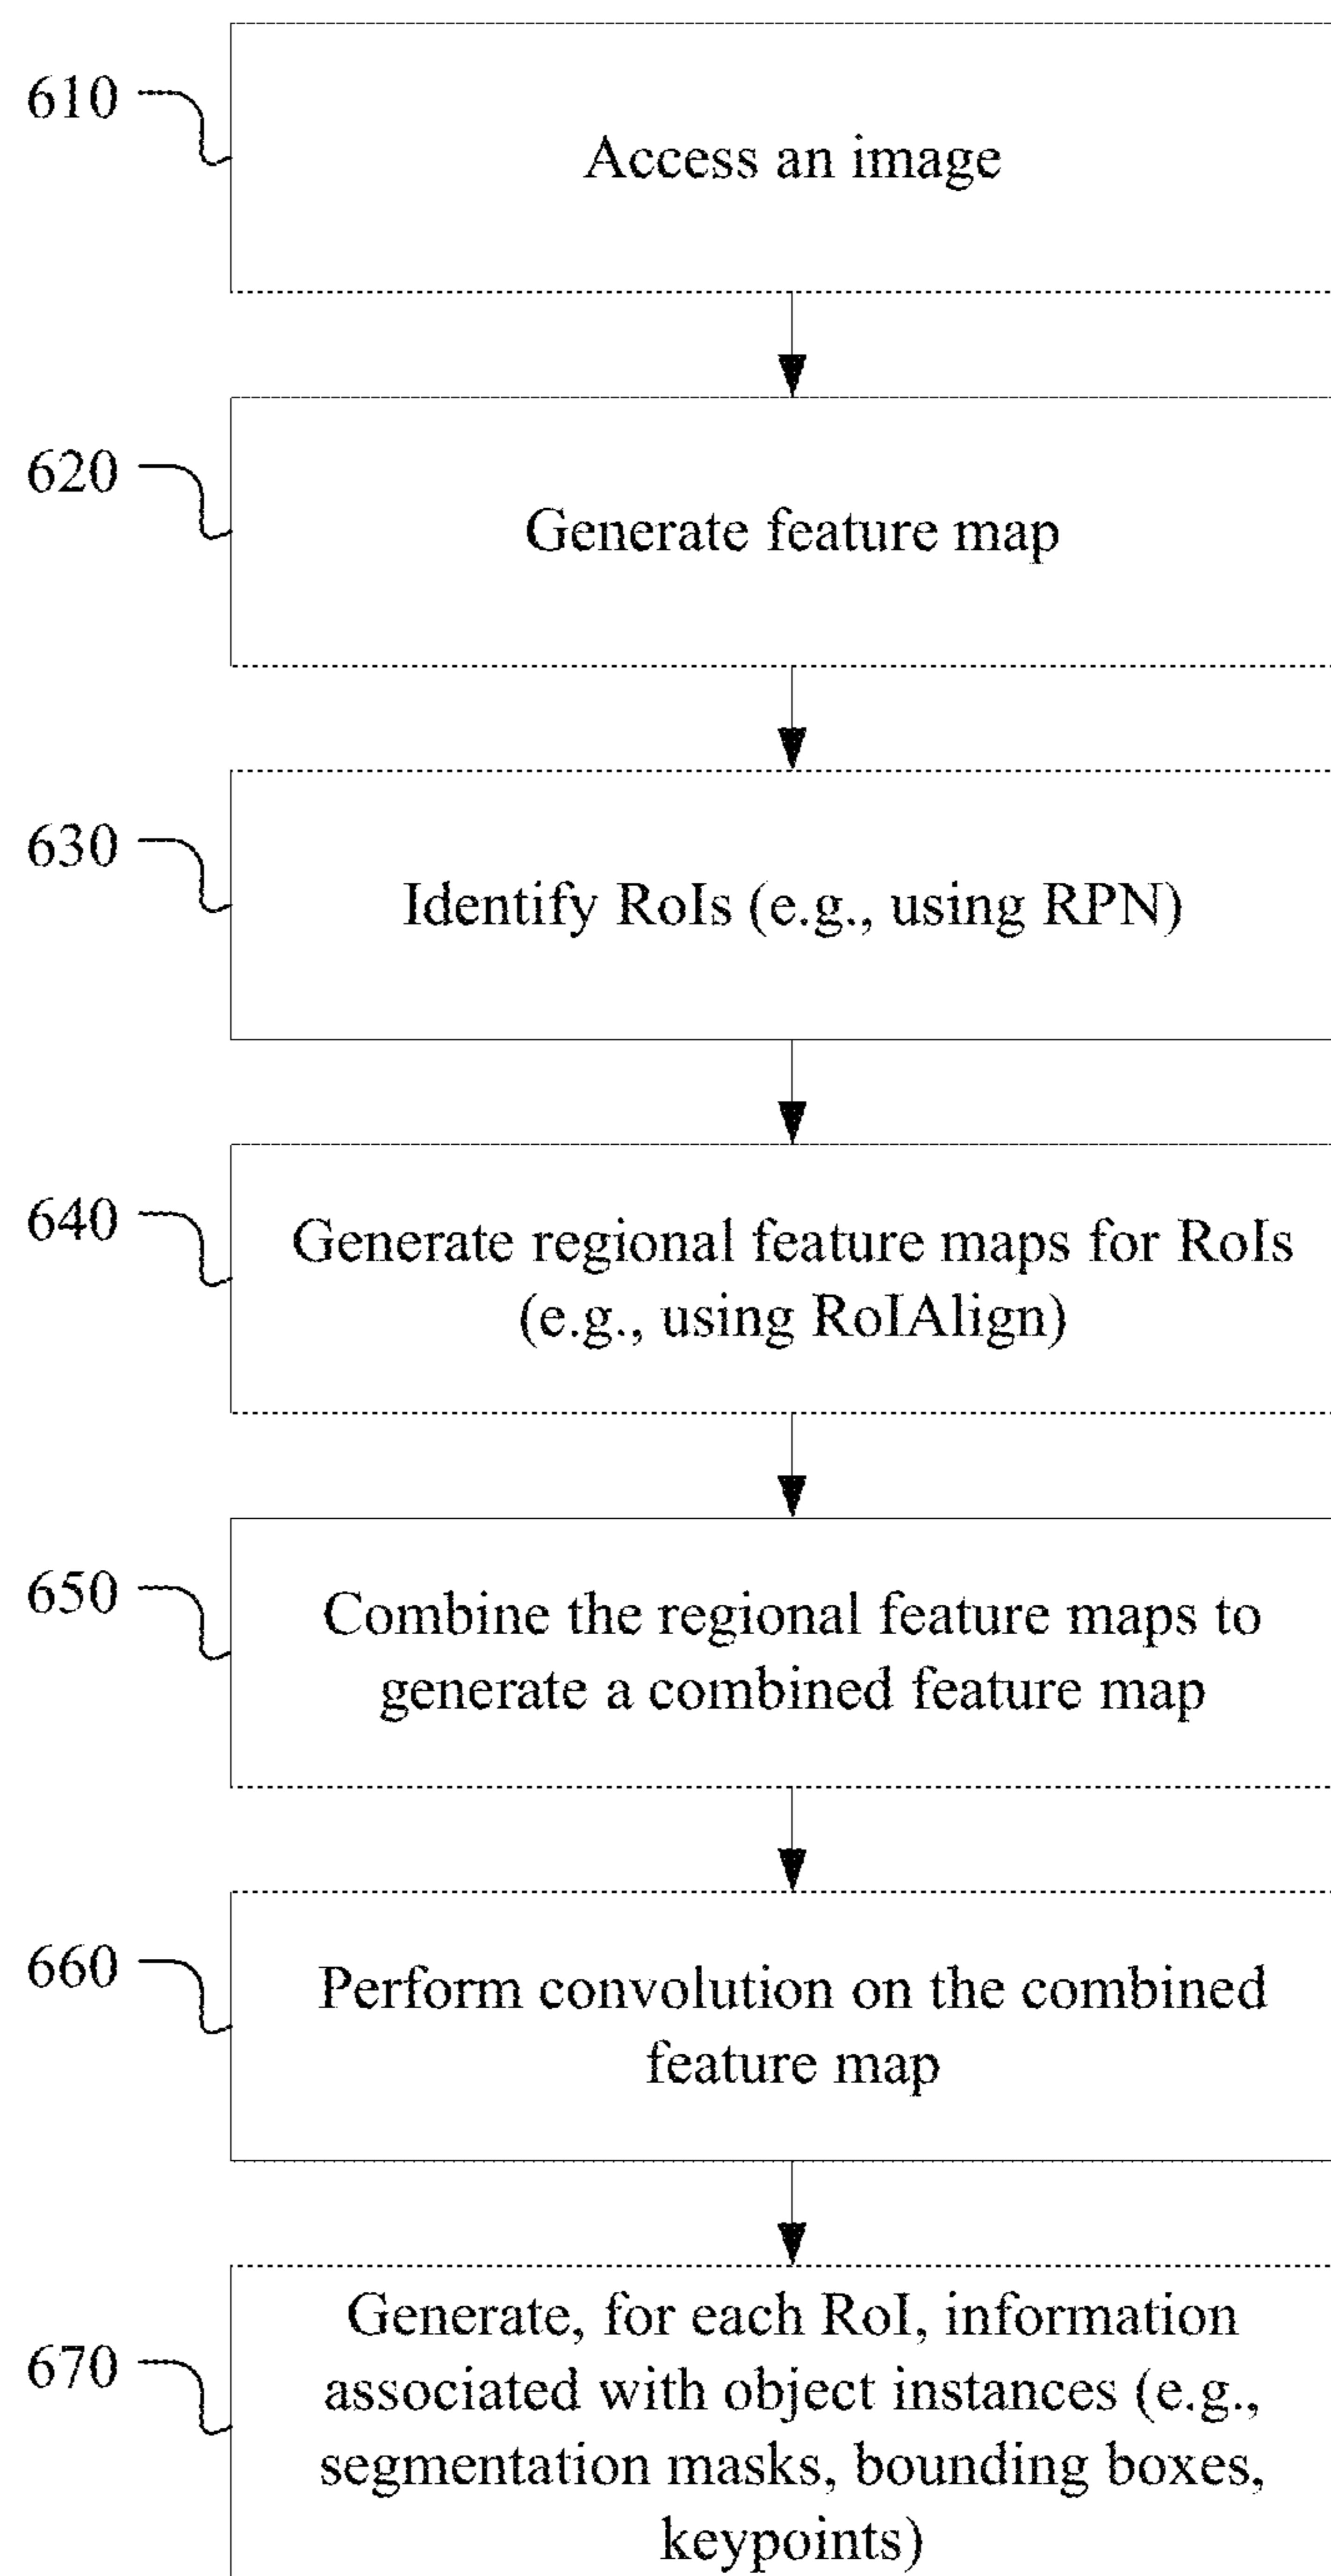 610
Access an image
620
Generate feature map
630
Identify RoIs (e.g., using RPN)
640
Generate regional feature maps for RoIs
(e.g., using RoIAlign)
650
Combine the regional feature maps to
generate a combined feature map
660
Perform convolution on the combined
feature map
670
Generate, for each RoI, information
associated with object instances (e.g.,
segmentation masks, bounding boxes,
keypoints)